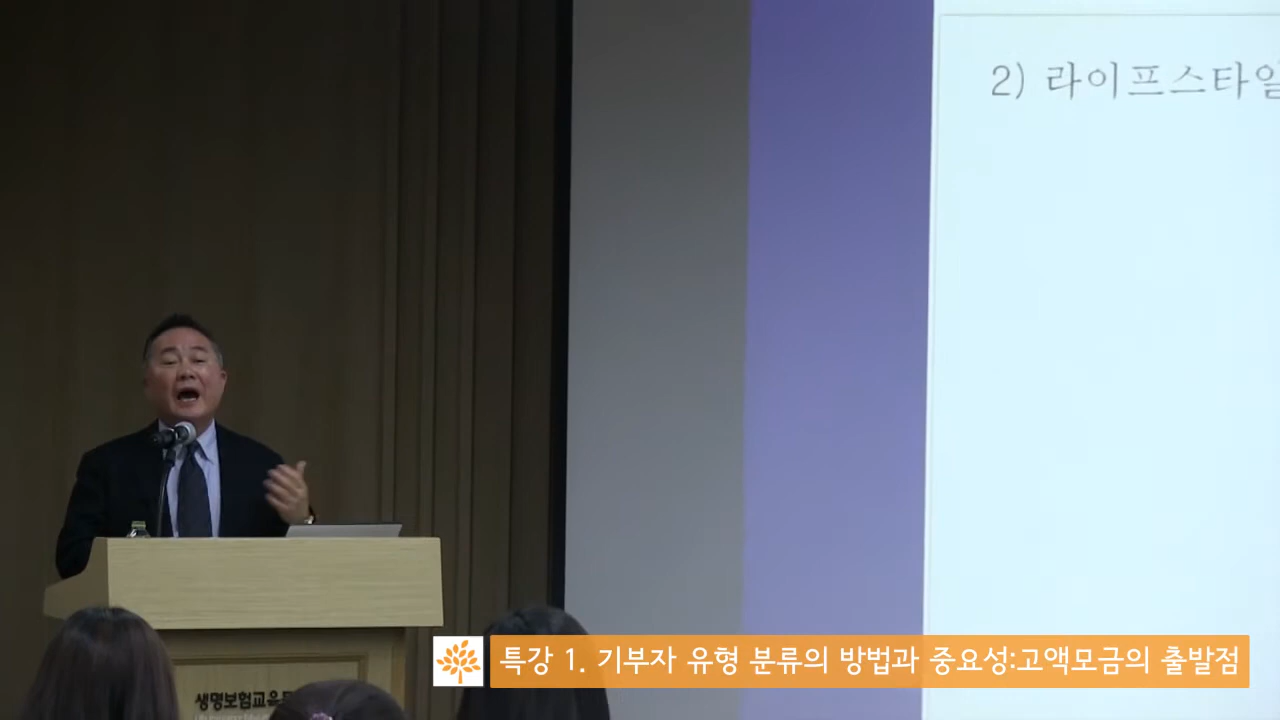 2) 라이프스타일
특강 1. 기부자 유형 분류의 방법과 중요성:고액모금의 출발점
생명보험교육문